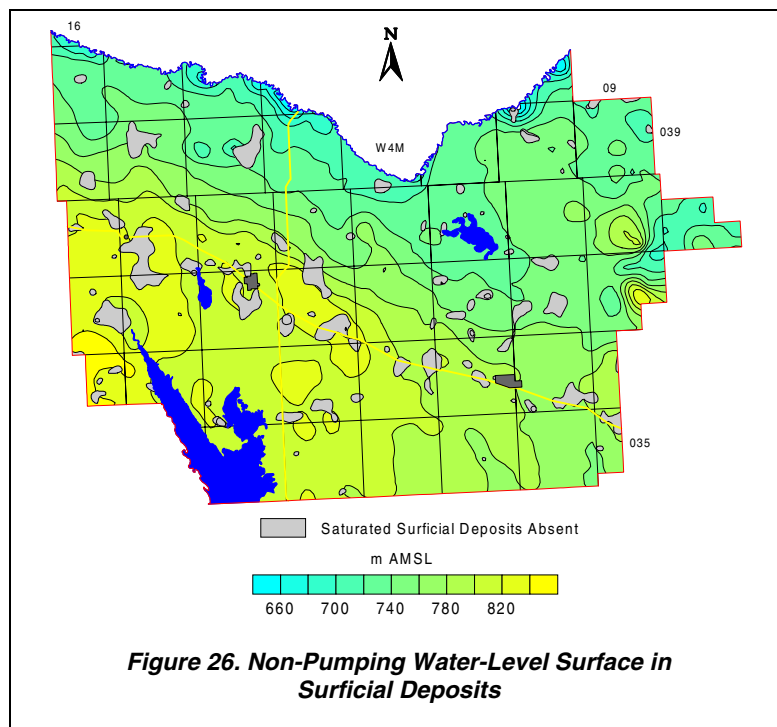 16
N
09
039
W4M
035
Saturated Surficial Deposits Absent
m AMSL
660 700 740 780 820
Figure 26. Non-Pumping Water-Level Surface in
Surficial Deposits